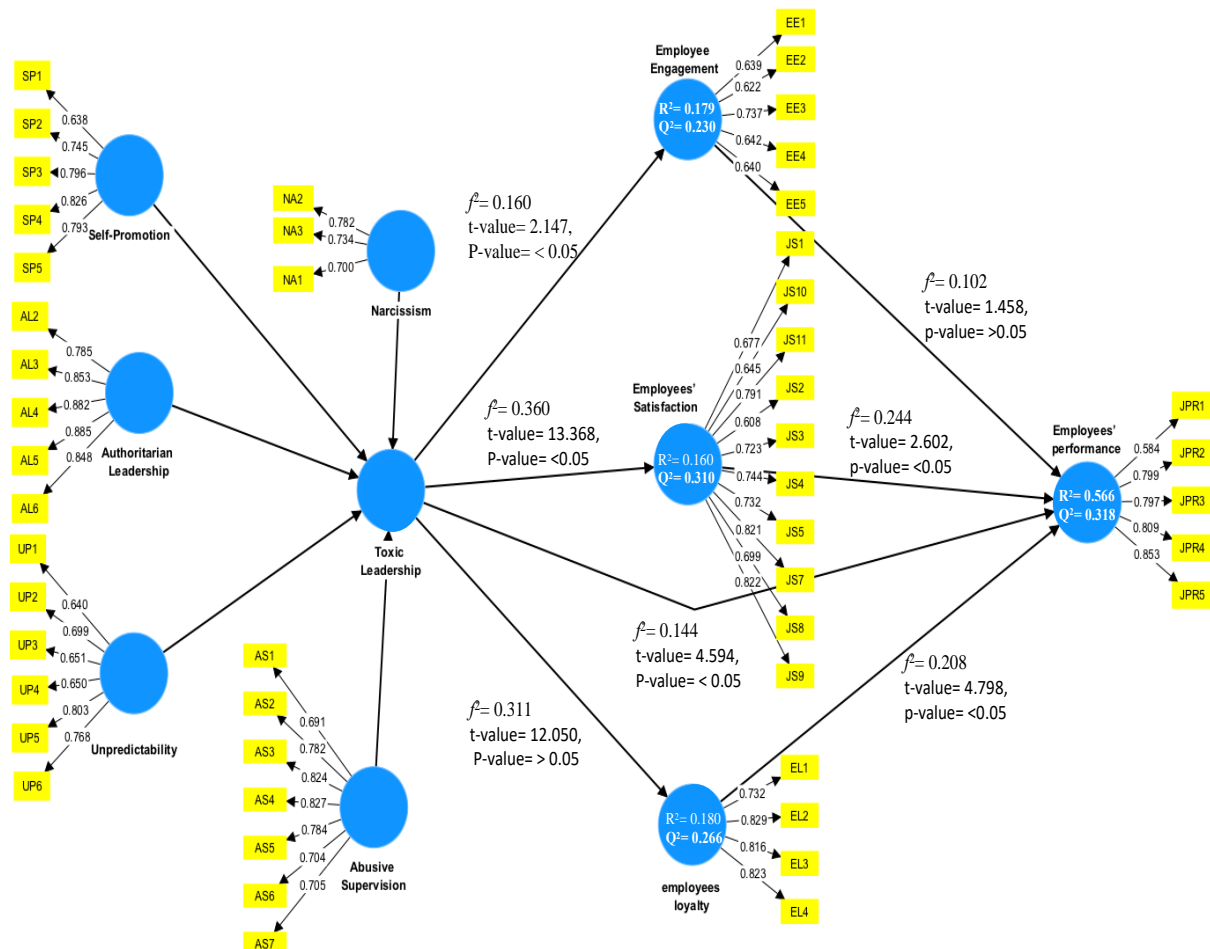 SP1
SP2
SP3
SP4
SP5
0.638
0.745
0.796
0.826
0.793
Self-Promotion
AL2
AL3
AL4
AL5
AL6
0.785
0.853
0.882
0.885
0.848
Authoritarian
Leadership
UP1
UP2
UP3
UP4
UP5
UP6
0.640
0.699
0.651
0.650
0.803
0.768
Unpredictability
NA2
NA3
NA1
0.782
0.734
0.700
Narcissism
AS1
AS2
AS3
AS4
AS5
AS6
AS7
0.691
0.782
0.824
0.827
0.784
0.704
0.705
Abusive
Supervision
Toxic
Leadership
f²= 0.160
t-value= 2.147,
P-value= < 0.05
f²= 0.360
t-value= 13.368,
P-value= <0.05
f²= 0.144
t-value= 4.594,
P-value= < 0.05
f²= 0.311
t-value= 12.050,
P-value= > 0.05
Employee
Engagement
R²= 0.179
Q²= 0.230
EE1
EE2
EE3
EE4
EE5
0.639
0.622
0.737
0.642
0.640
Employees'
Satisfaction
R²= 0.160
Q²= 0.310
JS1
JS10
JS11
JS2
JS3
JS4
JS5
JS7
JS8
JS9
0.677
0.645
0.791
0.608
0.723
0.744
0.732
0.821
0.699
0.822
employees
loyalty
R²= 0.180
Q²= 0.266
EL1
EL2
EL3
EL4
0.732
0.829
0.816
0.823
f²= 0.102
t-value= 1.458,
p-value= >0.05
f²= 0.244
t-value= 2.602,
p-value= <0.05
f²= 0.208
t-value= 4.798,
p-value= <0.05
Employees'
performance
R²= 0.566
Q²= 0.318
JPR1
JPR2
JPR3
JPR4
JPR5
0.584
0.799
0.797
0.809
0.853